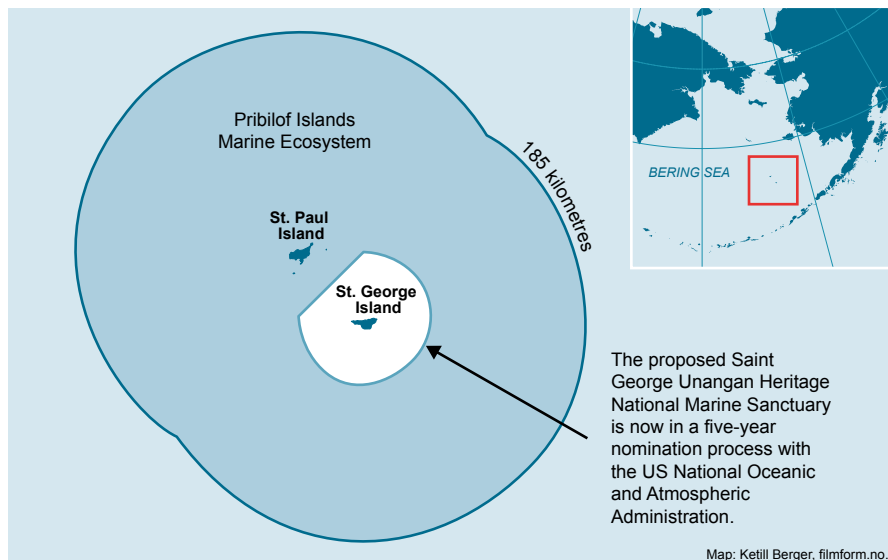 Pribilof Islands
Marine Ecosystem
185 kilometres
St. Paul
Island
St. George
Island
BERING SEA
The proposed Saint
George Unangan Heritage
National Marine Sanctuary
is now in a five-year
nomination process with
the US National Oceanic
and Atmospheric
Administration.
Map: Ketill Berger, filmform.no.